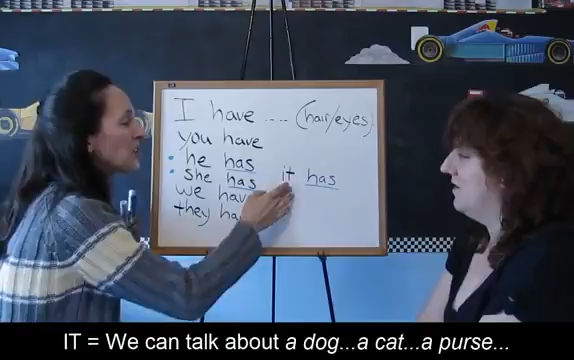 I have .... (hair/eyes)
you have
he has
she has it has
we have
they ha
IT = We can talk about a dog...a cat...a purse...